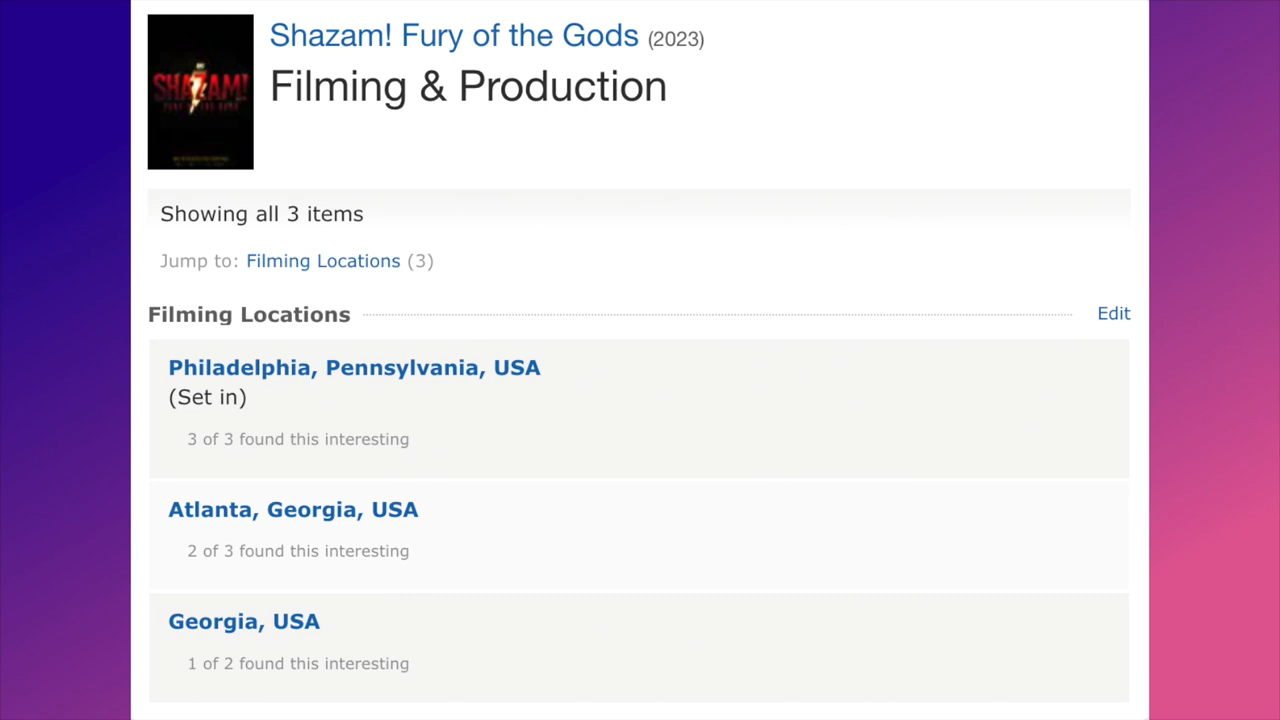 Shazam! Fury of the Gods (2023)
Filming & Production
SHAZAM!
Showing all 3 items
Jump to: Filming Locations (3)
Filming Locations
Edit
Philadelphia, Pennsylvania, USA
(Set in)
3 of 3 found this interesting
Atlanta, Georgia, USA
2 of 3 found this interesting
Georgia, USA
1 of 2 found this interesting